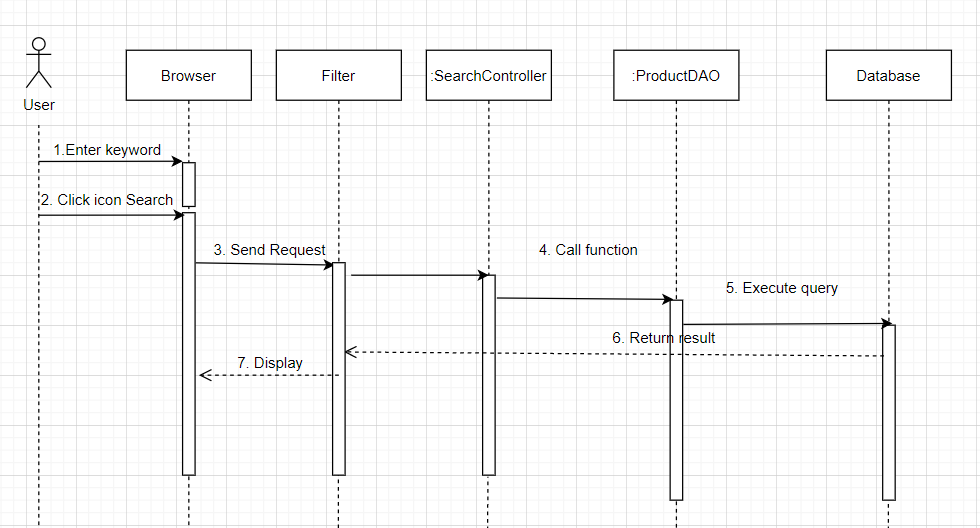 User
Browser
Filter
:SearchController
:ProductDAO
Database
1.Enter keyword
2. Click icon Search
3. Send Request
4. Call function
5. Execute query
6. Return result
7. Display